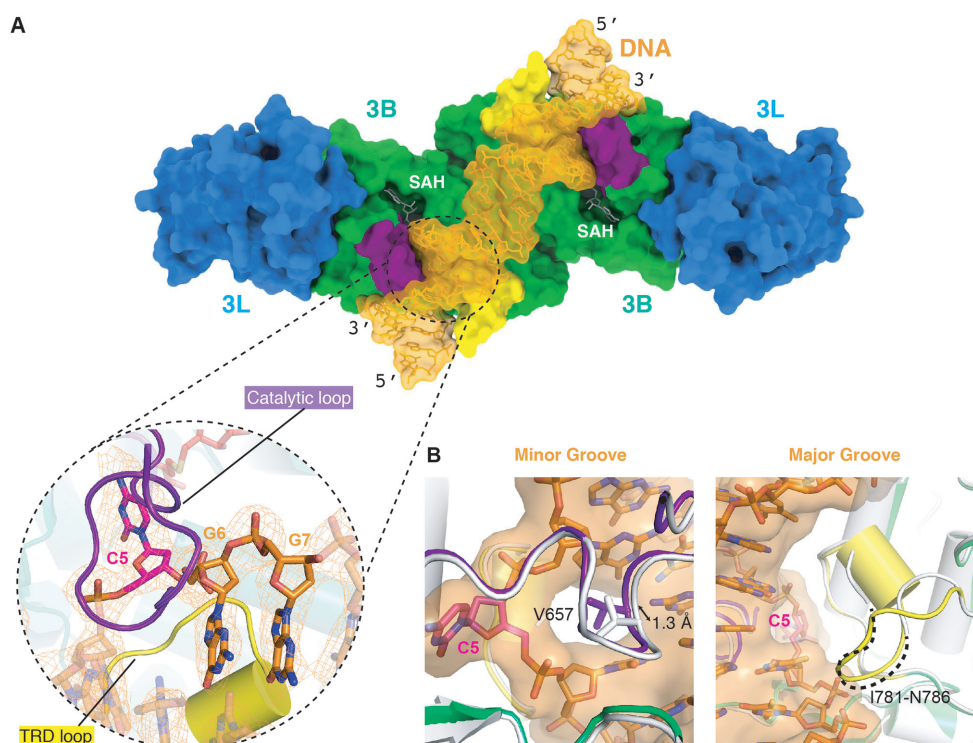 A
5′
DNA
3′
3B
3L
SAH
SAH
3L
3B
3′
5′
Catalytic loop
C5
G6
G7
TRD loop
B
Minor Groove
Major Groove
V657
1.3 Å
C5
C5
I781-N786